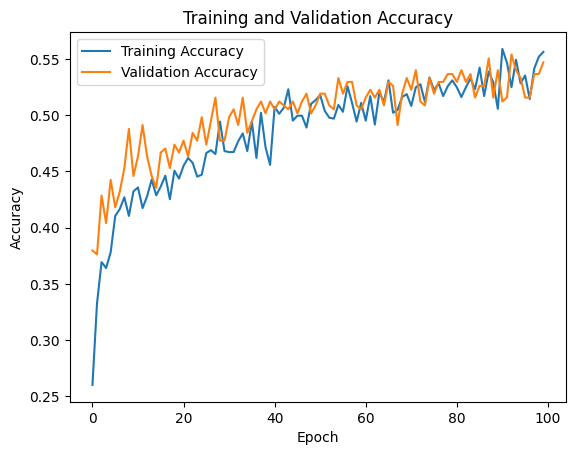 Training and Validation Accuracy
Training Accuracy
Validation Accuracy
0.55
0.50
0.45
0.40
0.35
0.30
0.25
Accuracy
0 20 40 60 80 100
Epoch